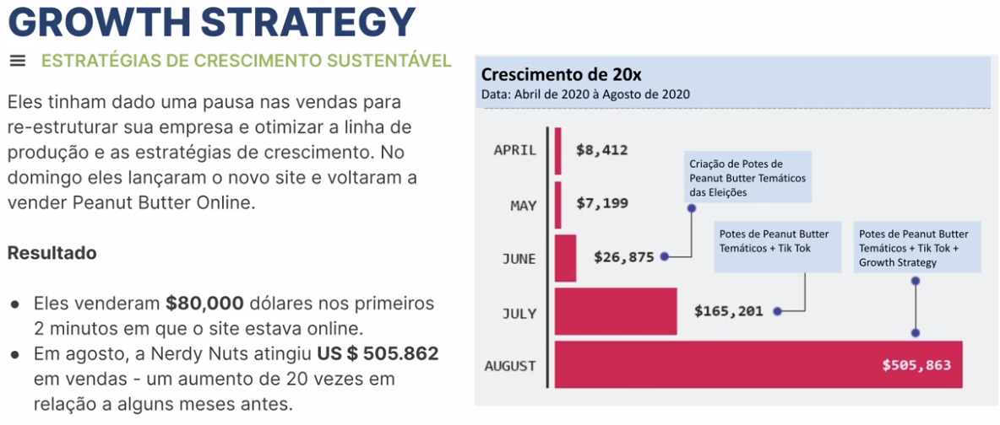 GROWTH STRATEGY
ESTRATÉGIAS DE CRESCIMENTO SUSTENTÁVEL
Eles tinham dado uma pausa nas vendas para
re-estruturar sua empresa e otimizar a linha de
produção e as estratégias de crescimento. No
domingo eles lançaram o novo site e voltaram a
vender Peanut Butter Online.
Resultado
● Eles venderam $80,000 dólares nos primeiros
2 minutos em que o site estava online.
● Em agosto, a Nerdy Nuts atingiu US $ 505.862
em vendas - um aumento de 20 vezes em
relação a alguns meses antes.
Crescimento de 20x
Data: Abril de 2020 à Agosto de 2020
APRIL $8,412
MAY $7,199
JUNE $26,875
Criação de Potes de
Peanut Butter Temáticos
das Eleições
JULY $165,201
Potes de Peanut Butter
Temáticos + Tik Tok
AUGUST $505,863
Potes de Peanut Butter
Temáticos + Tik Tok +
Growth Strategy